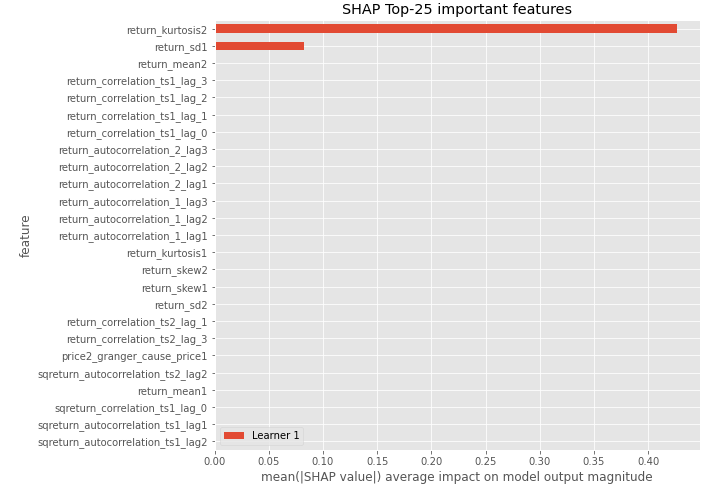 SHAP Top-25 important features
feature
return_kurtosis2
return_sd1
return_mean2
return_correlation_ts1_lag_3
return_correlation_ts1_lag_2
return_correlation_ts1_lag_1
return_correlation_ts1_lag_0
return_autocorrelation_2_lag3
return_autocorrelation_2_lag2
return_autocorrelation_2_lag1
return_autocorrelation_1_lag3
return_autocorrelation_1_lag2
return_autocorrelation_1_lag1
return_kurtosis1
return_skew2
return_skew1
return_sd2
return_correlation_ts2_lag_1
return_correlation_ts2_lag_3
price2_granger_cause_price1
sqreturn_autocorrelation_ts2_lag2
return_mean1
sqreturn_correlation_ts1_lag_0
sqreturn_autocorrelation_ts1_lag1
sqreturn_autocorrelation_ts1_lag2
Learner 1
0.00 0.05 0.10 0.15 0.20 0.25 0.30 0.35 0.40
mean(|SHAP value|) average impact on model output magnitude